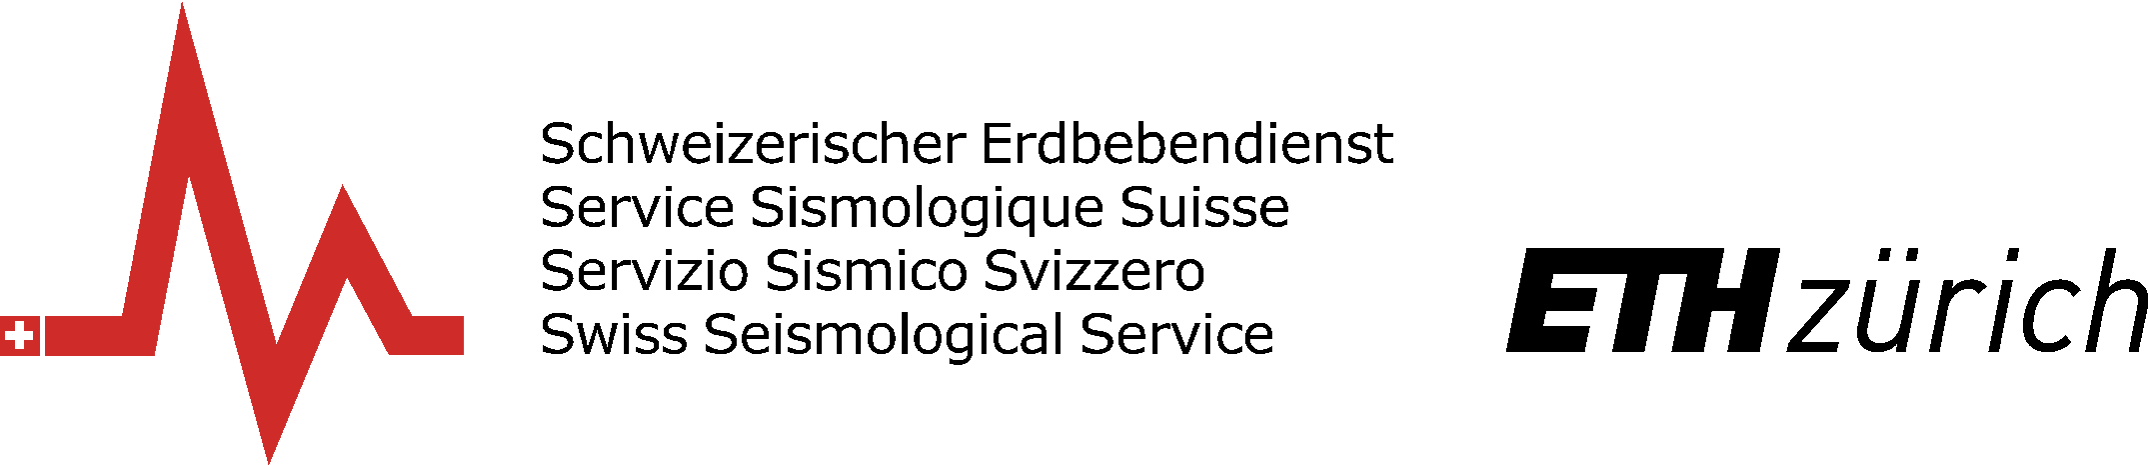 Schweizerischer Erdbebendienst
Service Sismologique Suisse
Servizio Sismico Svizzero
Swiss Seismological Service
ETH zürich